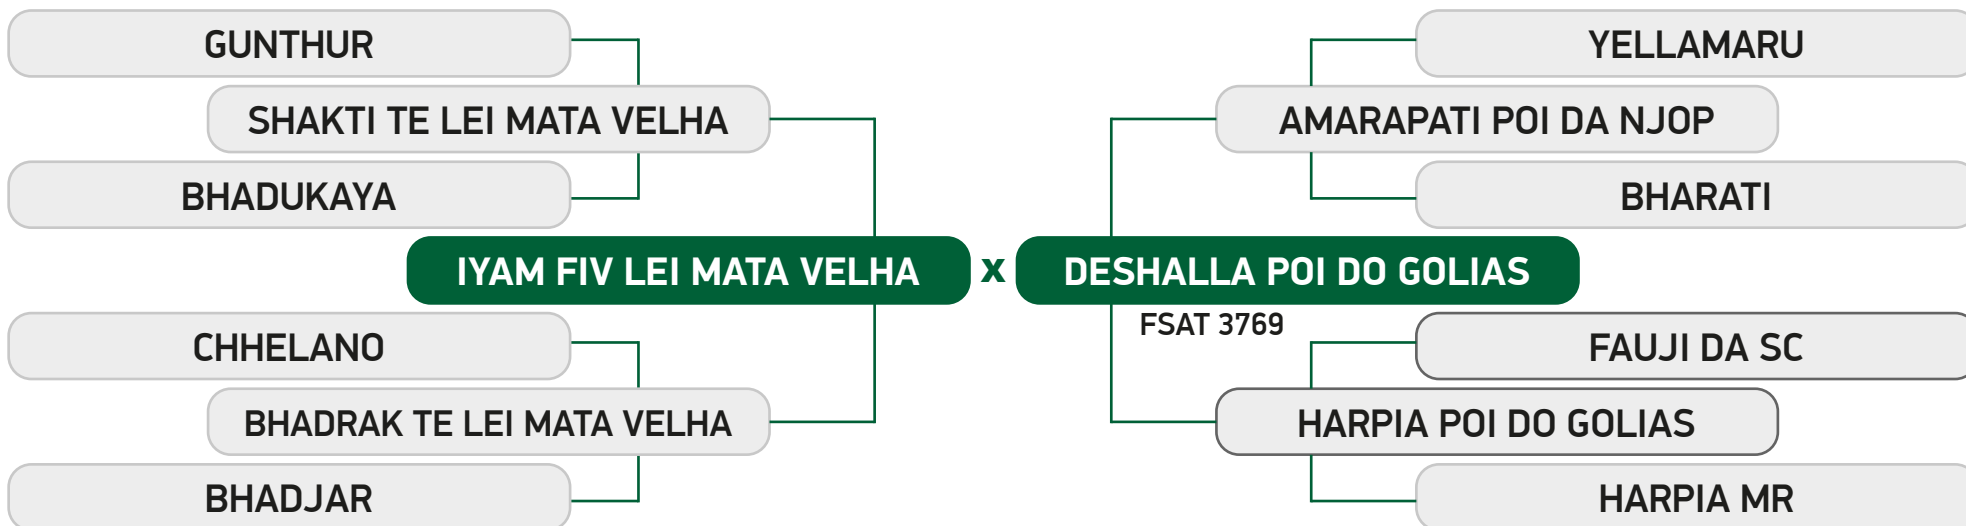 GUNTHUR
SHAKTI TE LEI MATA VELHA
BHADUKAYA
IYAM FIV LEI MATA VELHA
CHHELANO
BHADRAK TE LEI MATA VELHA
BHADJAR
x
YELLAMARU
AMARAPATI POI DA NJOP
BHARATI
DESHALLA POI DO GOLIAS
FSAT 3769
FAUJI DA SC
HARPIA POI DO GOLIAS
HARPIA MR